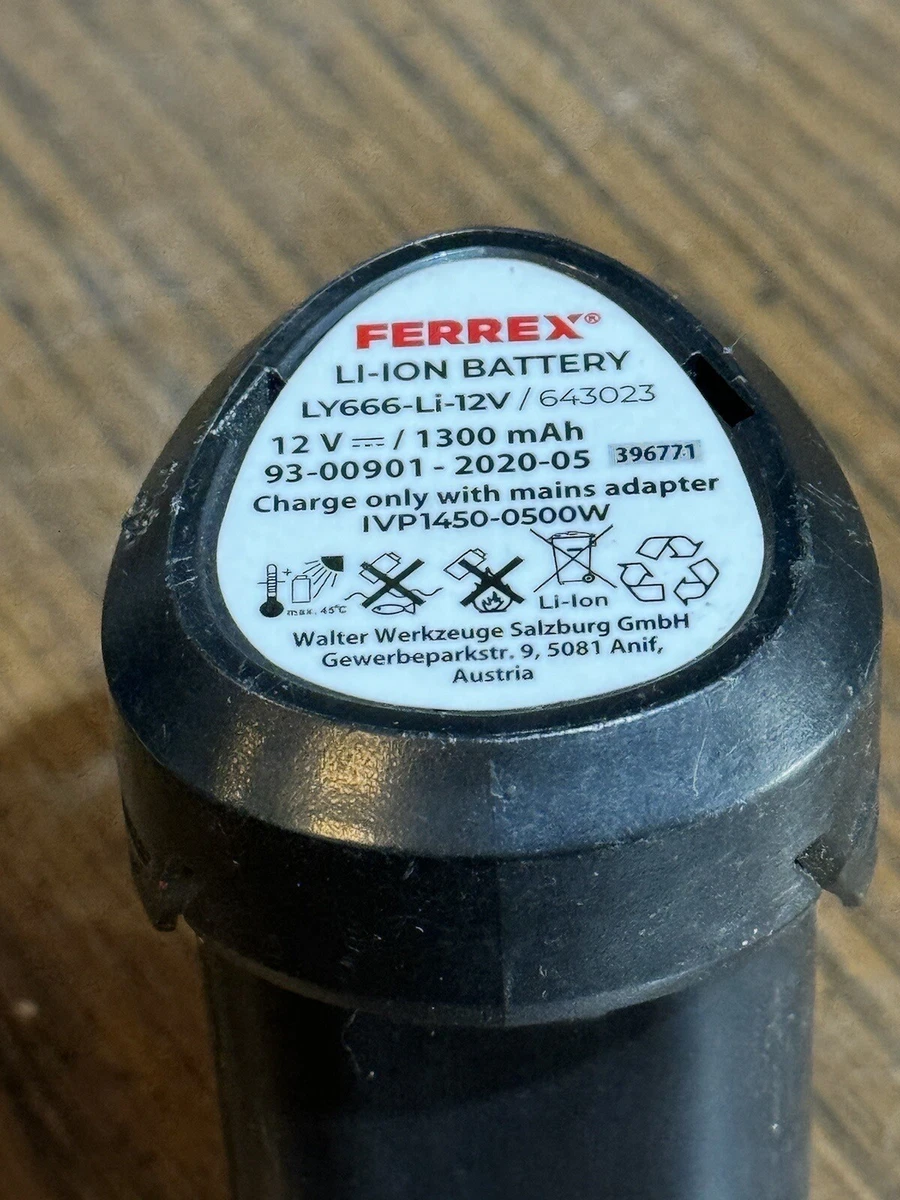 FERREX®
LI-ION BATTERY
LY666-Li-12V / 643023
12 V ⎓ / 1300 mAh
93-00901 - 2020-05 396771
Charge only with mains adapter
IVP1450-0500W
+
max. 45°C
Li-Ion
Walter Werkzeuge Salzburg GmbH
Gewerbeparkstr. 9, 5081 Anif,
Austria